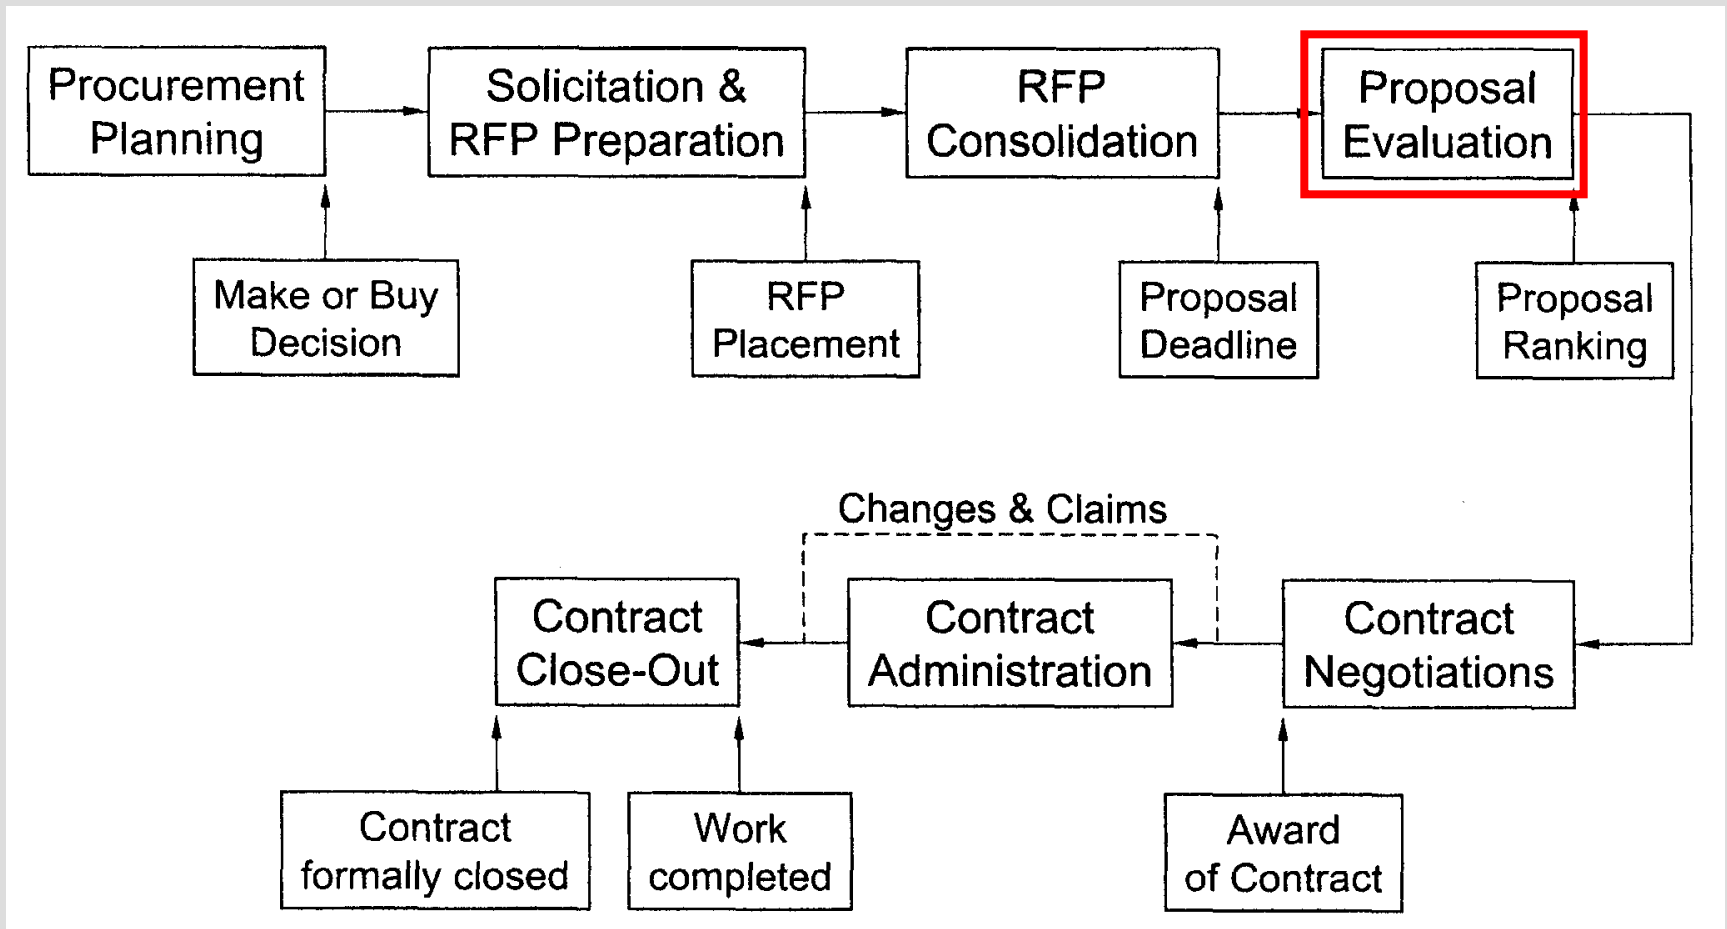 Procurement
Planning
Solicitation &
RFP Preparation
RFP
Consolidation
Proposal
Evaluation
Make or Buy
Decision
RFP
Placement
Proposal
Deadline
Proposal
Ranking
Changes & Claims
Contract
Close-Out
Contract
Administration
Contract
Negotiations
Contract
formally closed
Work
completed
Award
of Contract